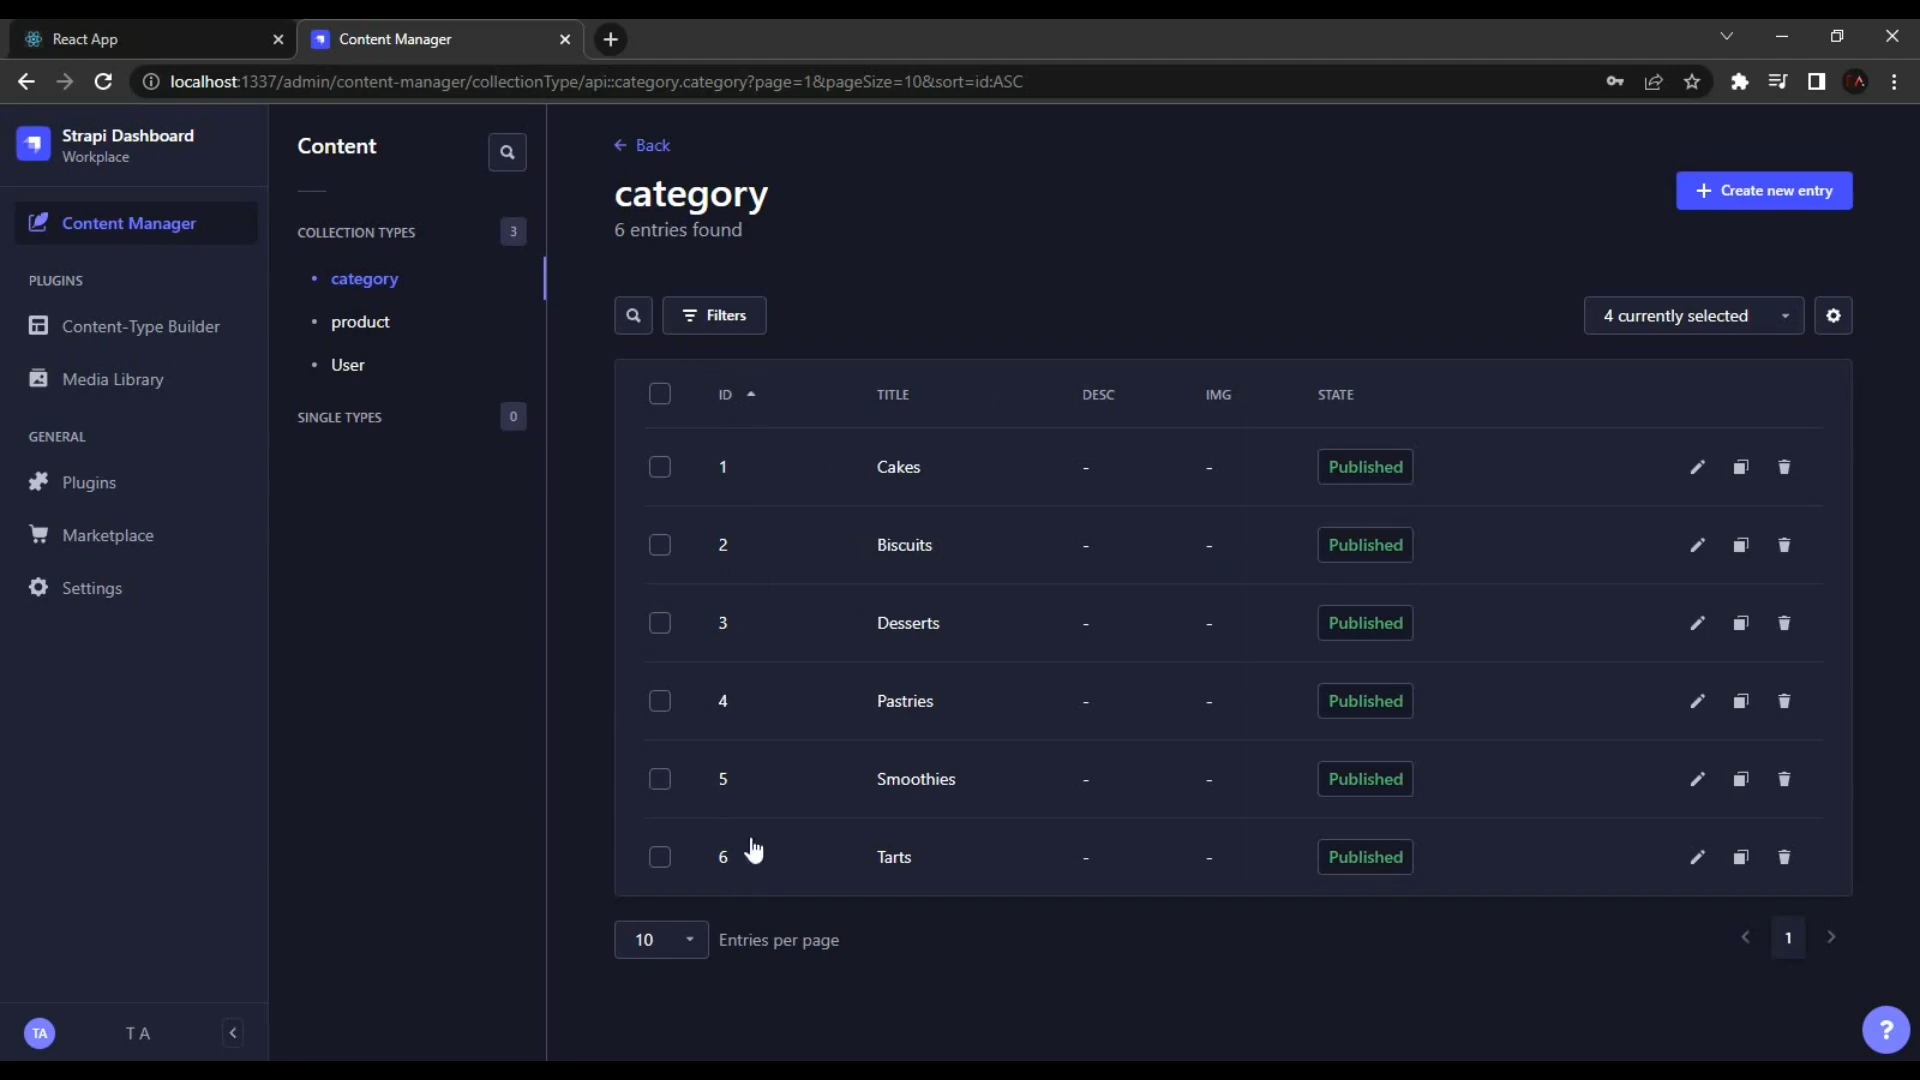 React App
Content Manager
localhost:1337/admin/content-manager/collectionType/api::category.category?page=1&pageSize=10&sort=id:ASC
Strapi Dashboard
Workplace
Content Manager
PLUGINS
Content-Type Builder
Media Library
GENERAL
Plugins
Marketplace
Settings
TA
T A
Content
COLLECTION TYPES 3
category
product
User
SINGLE TYPES 0
Back
category
6 entries found
Create new entry
Filters
4 currently selected
ID TITLE DESC IMG STATE
1 Cakes - - Published
2 Biscuits - - Published
3 Desserts - - Published
4 Pastries - - Published
5 Smoothies - - Published
6 Tarts - - Published
10 Entries per page
1
?